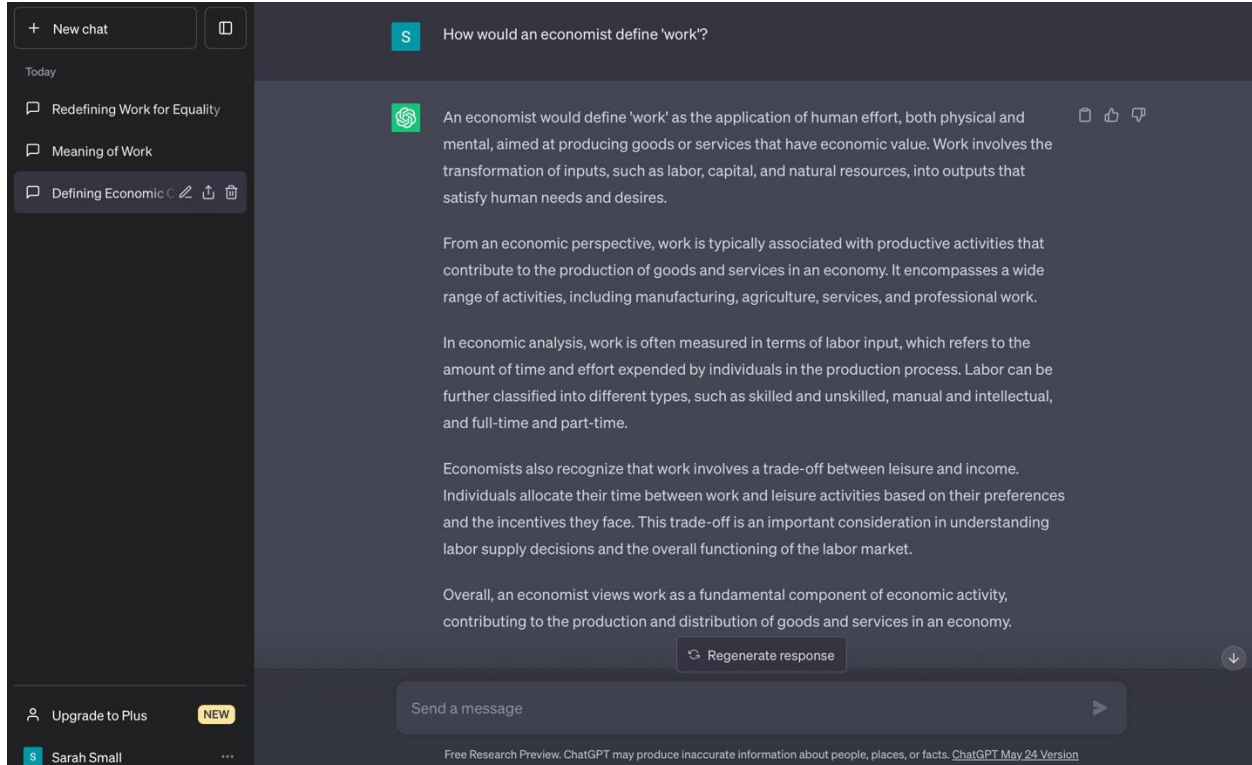 + New chat
Today
Redefining Work for Equality
Meaning of Work
Defining Economic
Upgrade to Plus
NEW
S
Sarah Small
...
S
How would an economist define 'work'?
An economist would define 'work' as the application of human effort, both physical and
mental, aimed at producing goods or services that have economic value. Work involves the
transformation of inputs, such as labor, capital, and natural resources, into outputs that
satisfy human needs and desires.
From an economic perspective, work is typically associated with productive activities that
contribute to the production of goods and services in an economy. It encompasses a wide
range of activities, including manufacturing, agriculture, services, and professional work.
In economic analysis, work is often measured in terms of labor input, which refers to the
amount of time and effort expended by individuals in the production process. Labor can be
further classified into different types, such as skilled and unskilled, manual and intellectual,
and full-time and part-time.
Economists also recognize that work involves a trade-off between leisure and income.
Individuals allocate their time between work and leisure activities based on their preferences
and the incentives they face. This trade-off is an important consideration in understanding
labor supply decisions and the overall functioning of the labor market.
Overall, an economist views work as a fundamental component of economic activity,
contributing to the production and distribution of goods and services in an economy.
Regenerate response
Send a message
Free Research Preview. ChatGPT may produce inaccurate information about people, places, or facts. ChatGPT May 24 Version